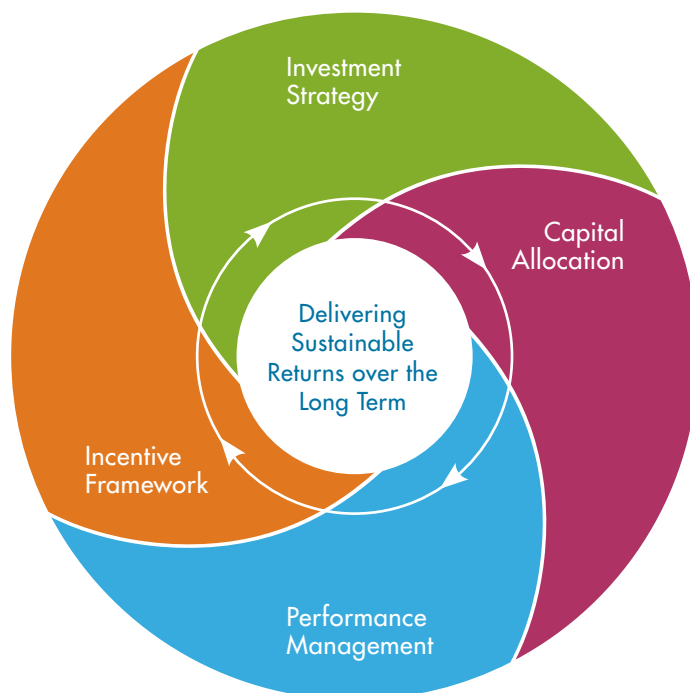 Investment
Strategy
Capital
Allocation
Delivering
Sustainable
Returns over the
Long Term
Incentive
Framework
Performance
Management